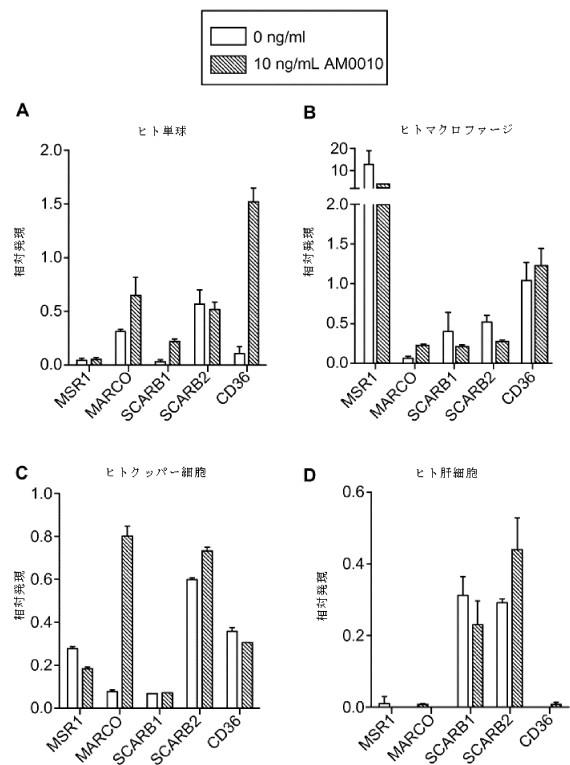 0 ng/ml
10 ng/mL AM0010
A
ヒト単球
相対発現
2.0
1.5
1.0
0.5
0.0
MSR1
MARCO
SCARB1
SCARB2
CD36
B
ヒトマクロファージ
相対発現
20
10
2.0
1.5
1.0
0.5
0.0
MSR1
MARCO
SCARB1
SCARB2
CD36
C
ヒトクッパー細胞
相対発現
1.0
0.8
0.6
0.4
0.2
0.0
MSR1
MARCO
SCARB1
SCARB2
CD36
D
ヒト肝細胞
相対発現
0.6
0.4
0.2
0.0
MSR1
MARCO
SCARB1
SCARB2
CD36